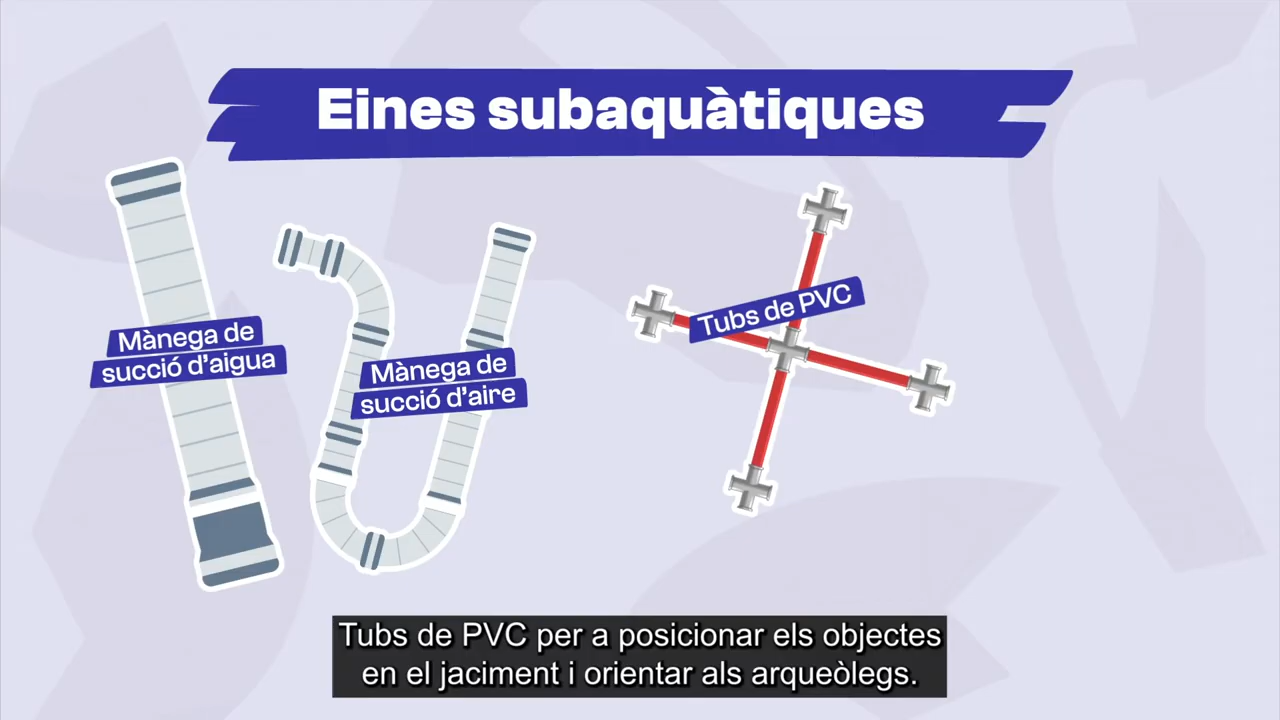 Eines subaquàtiques
Mànega de
succió d'aigua
Mànega de
succió d'aire
Tubs de PVC
Tubs de PVC per a posicionar els objectes
en el jaciment i orientar als arqueòlegs.